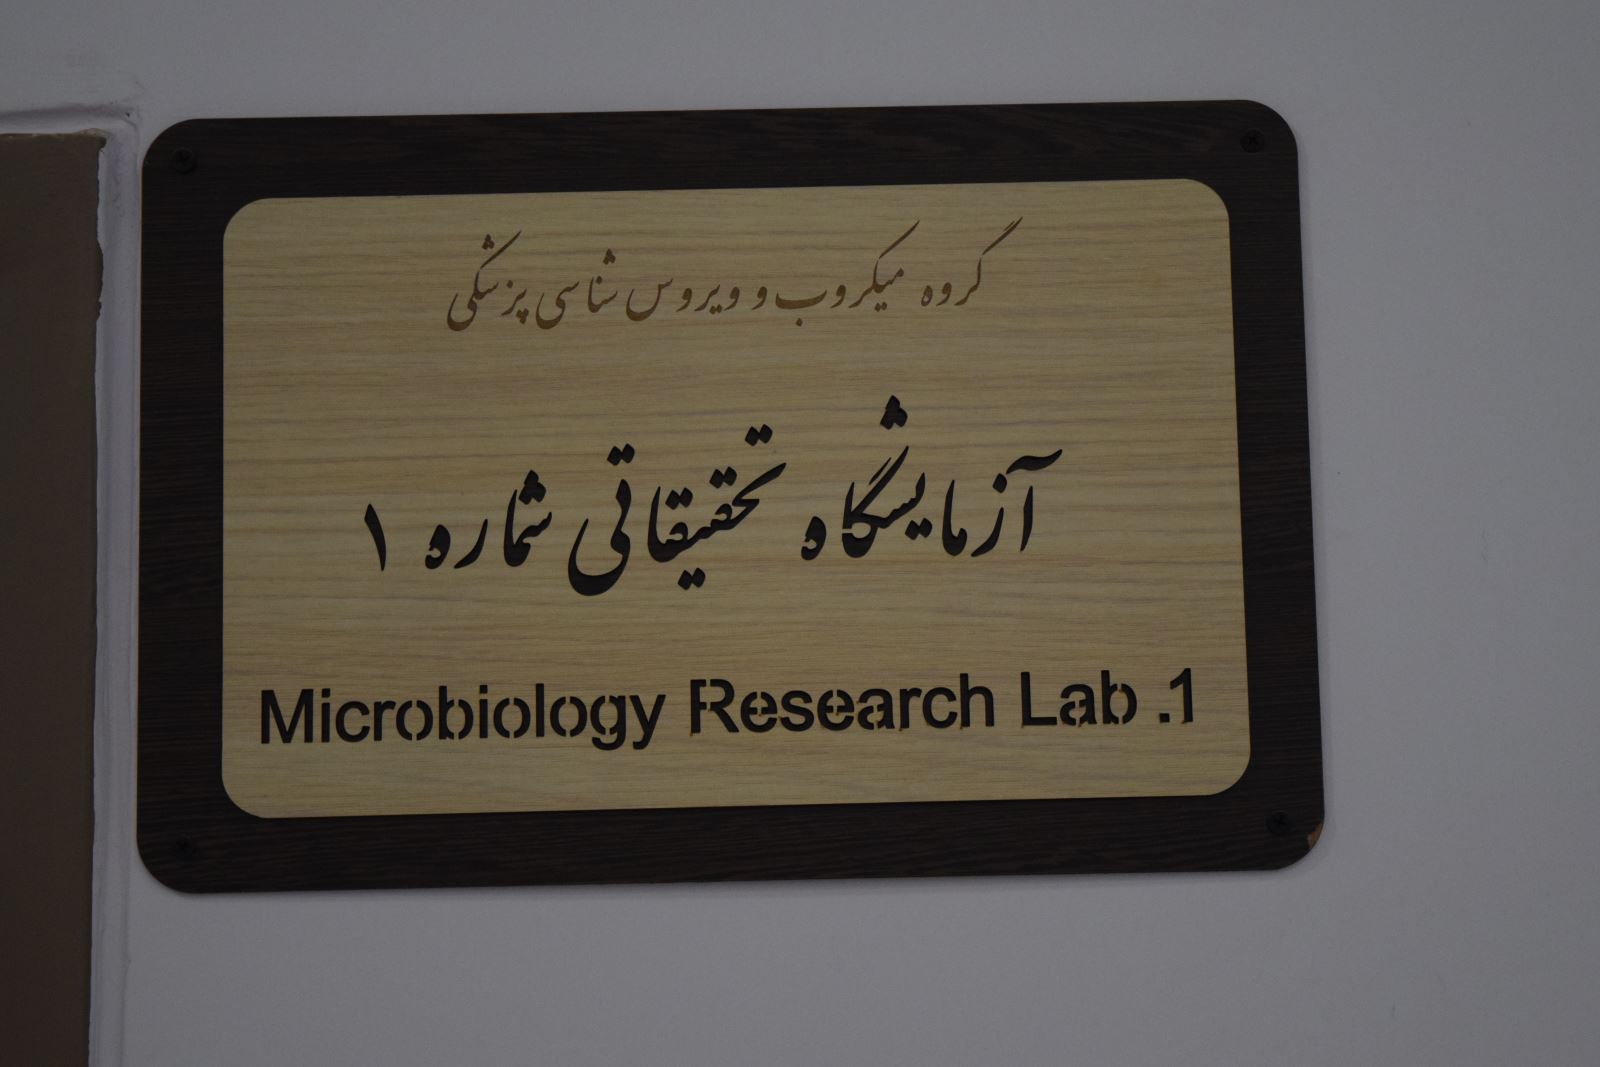 گروه میکروب و ویروس شناسی پزشکی
آزمایشگاه تحقیقاتی شماره ۱
Microbiology Research Lab .1